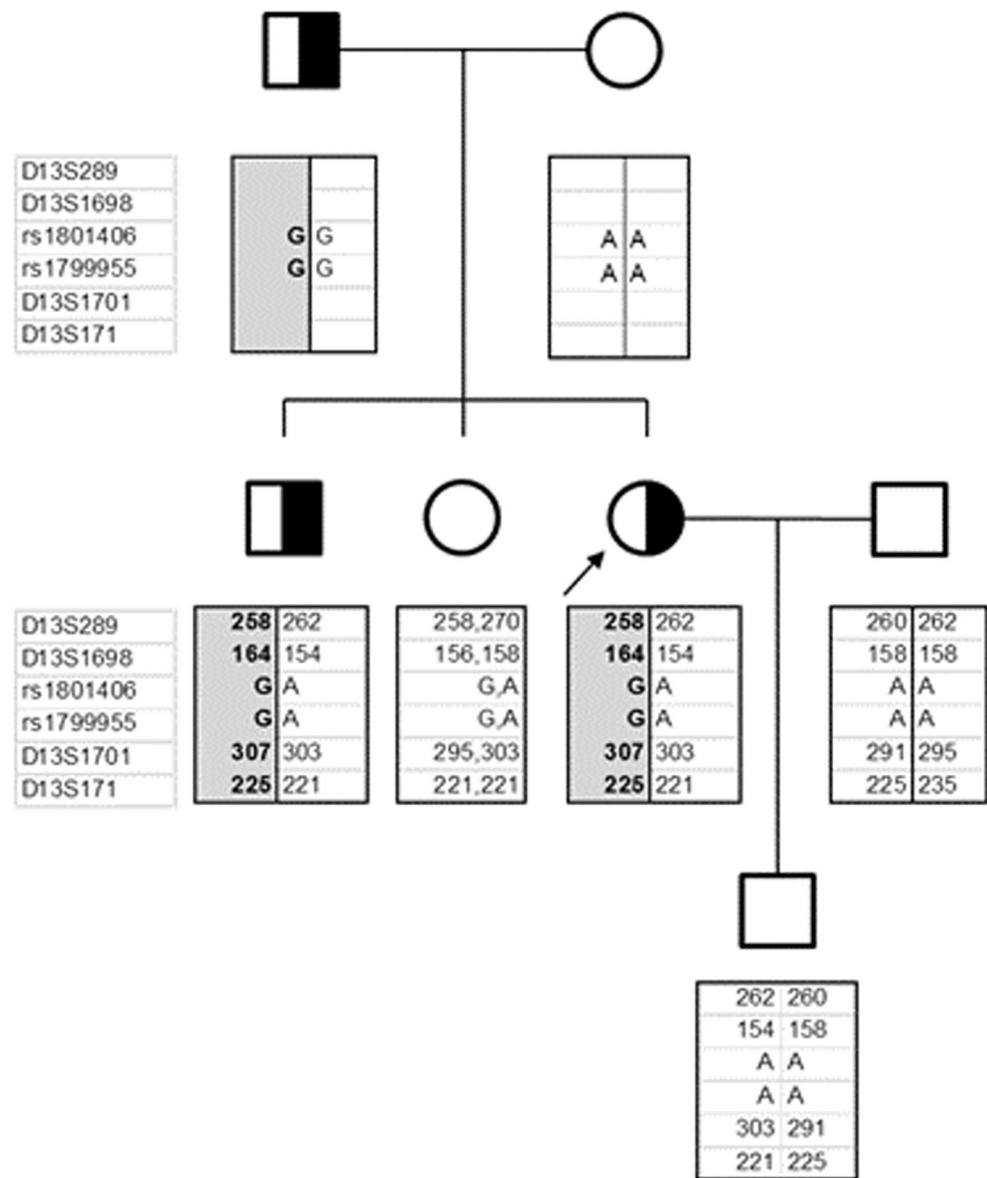 D13S289
D13S1698
rs1801406 G G A A
rs1799955 G G A A
D13S1701
D13S171
D13S289 258 262 258,270 258 262 260 262
D13S1698 164 154 156,158 164 154 158 158
rs1801406 G A G,A G A A A
rs1799955 G A G,A G A A A
D13S1701 307 303 295,303 307 303 291 295
D13S171 225 221 221,221 225 221 225 235
262 260
154 158
A A
A A
303 291
221 225